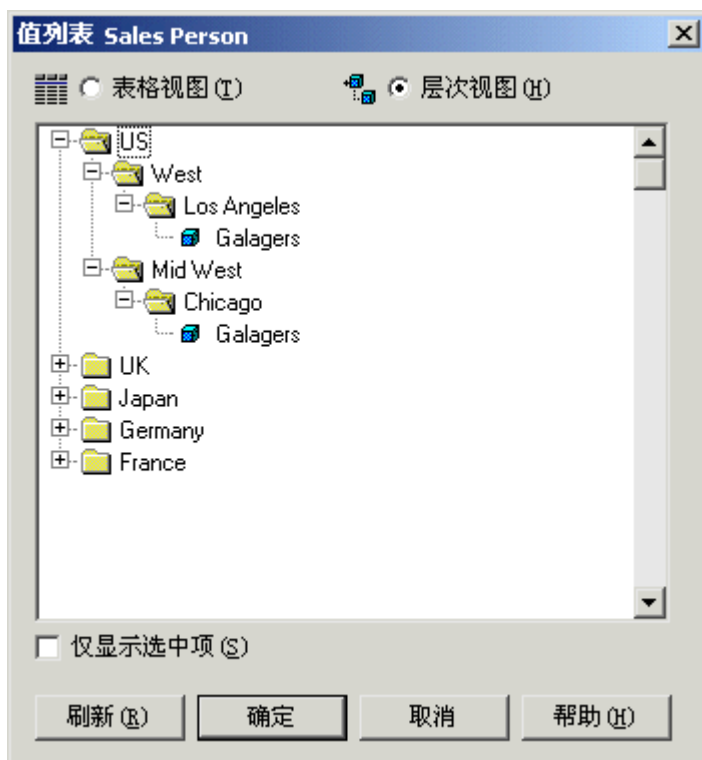 值列表 Sales Person
表格视图(T) 层次视图(H)
US
West
Los Angeles
Galagers
Mid West
Chicago
Galagers
UK
Japan
Germany
France
仅显示选中项(S)
刷新(R) 确定 取消 帮助(H)